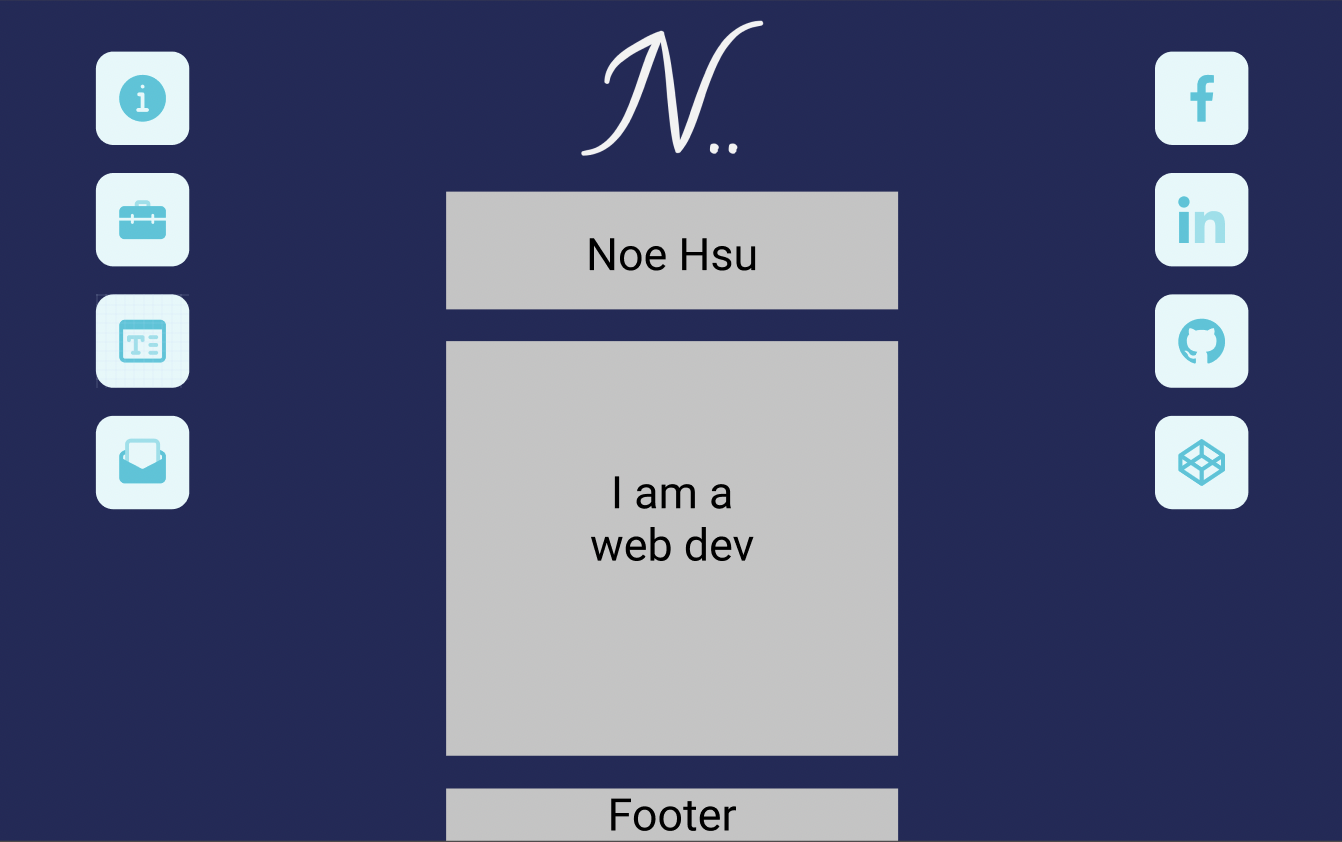 N..
Noe Hsu
I am a
web dev
Footer